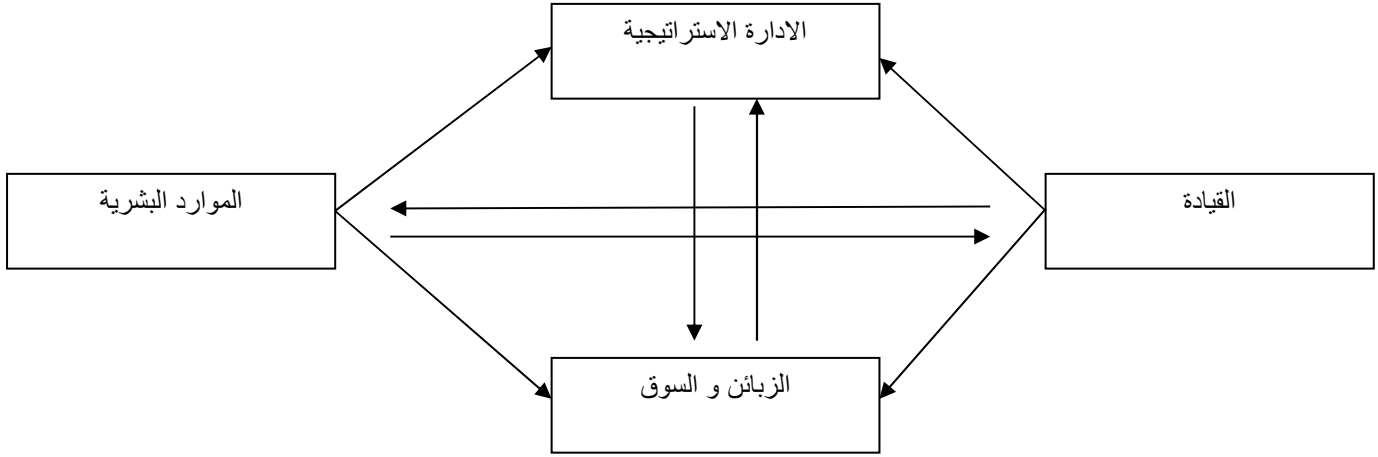 الادارة الاستراتيجية
القيادة
الموارد البشرية
الزبائن و السوق